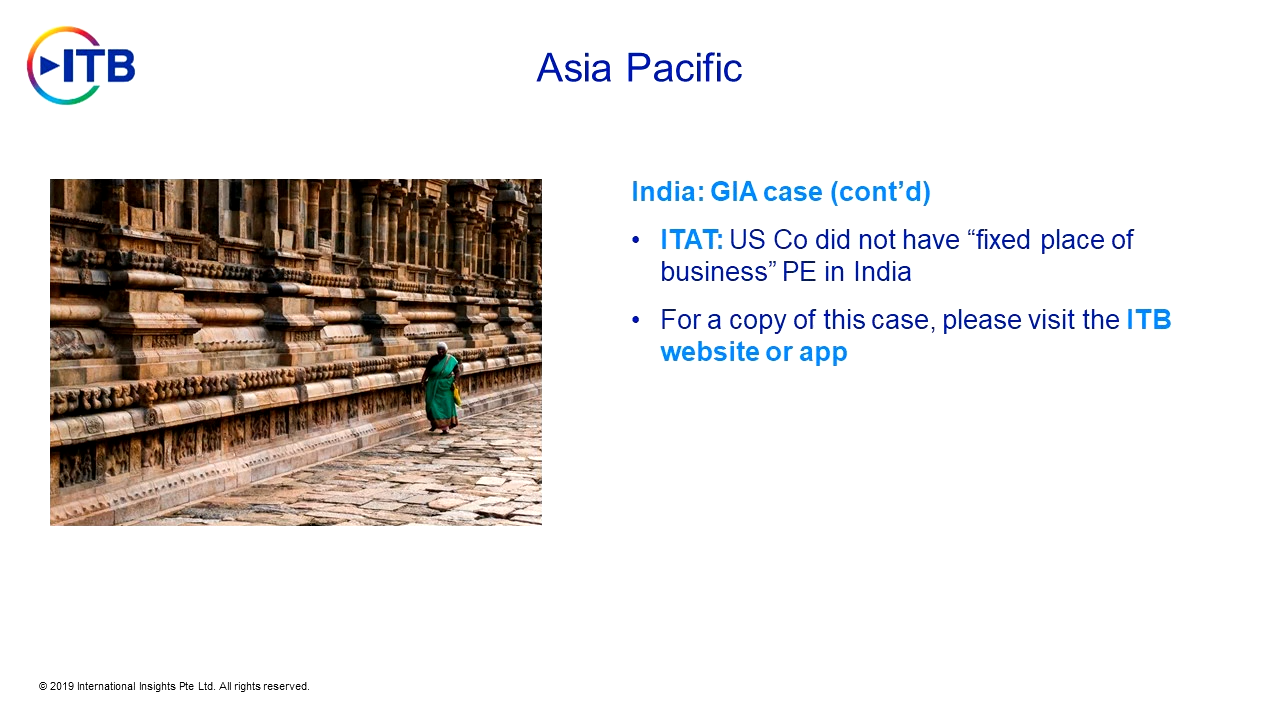 ITB
Asia Pacific
India: GIA case (cont’d)
• ITAT: US Co did not have “fixed place of
business” PE in India
• For a copy of this case, please visit the ITB
website or app
© 2019 International Insights Pte Ltd. All rights reserved.